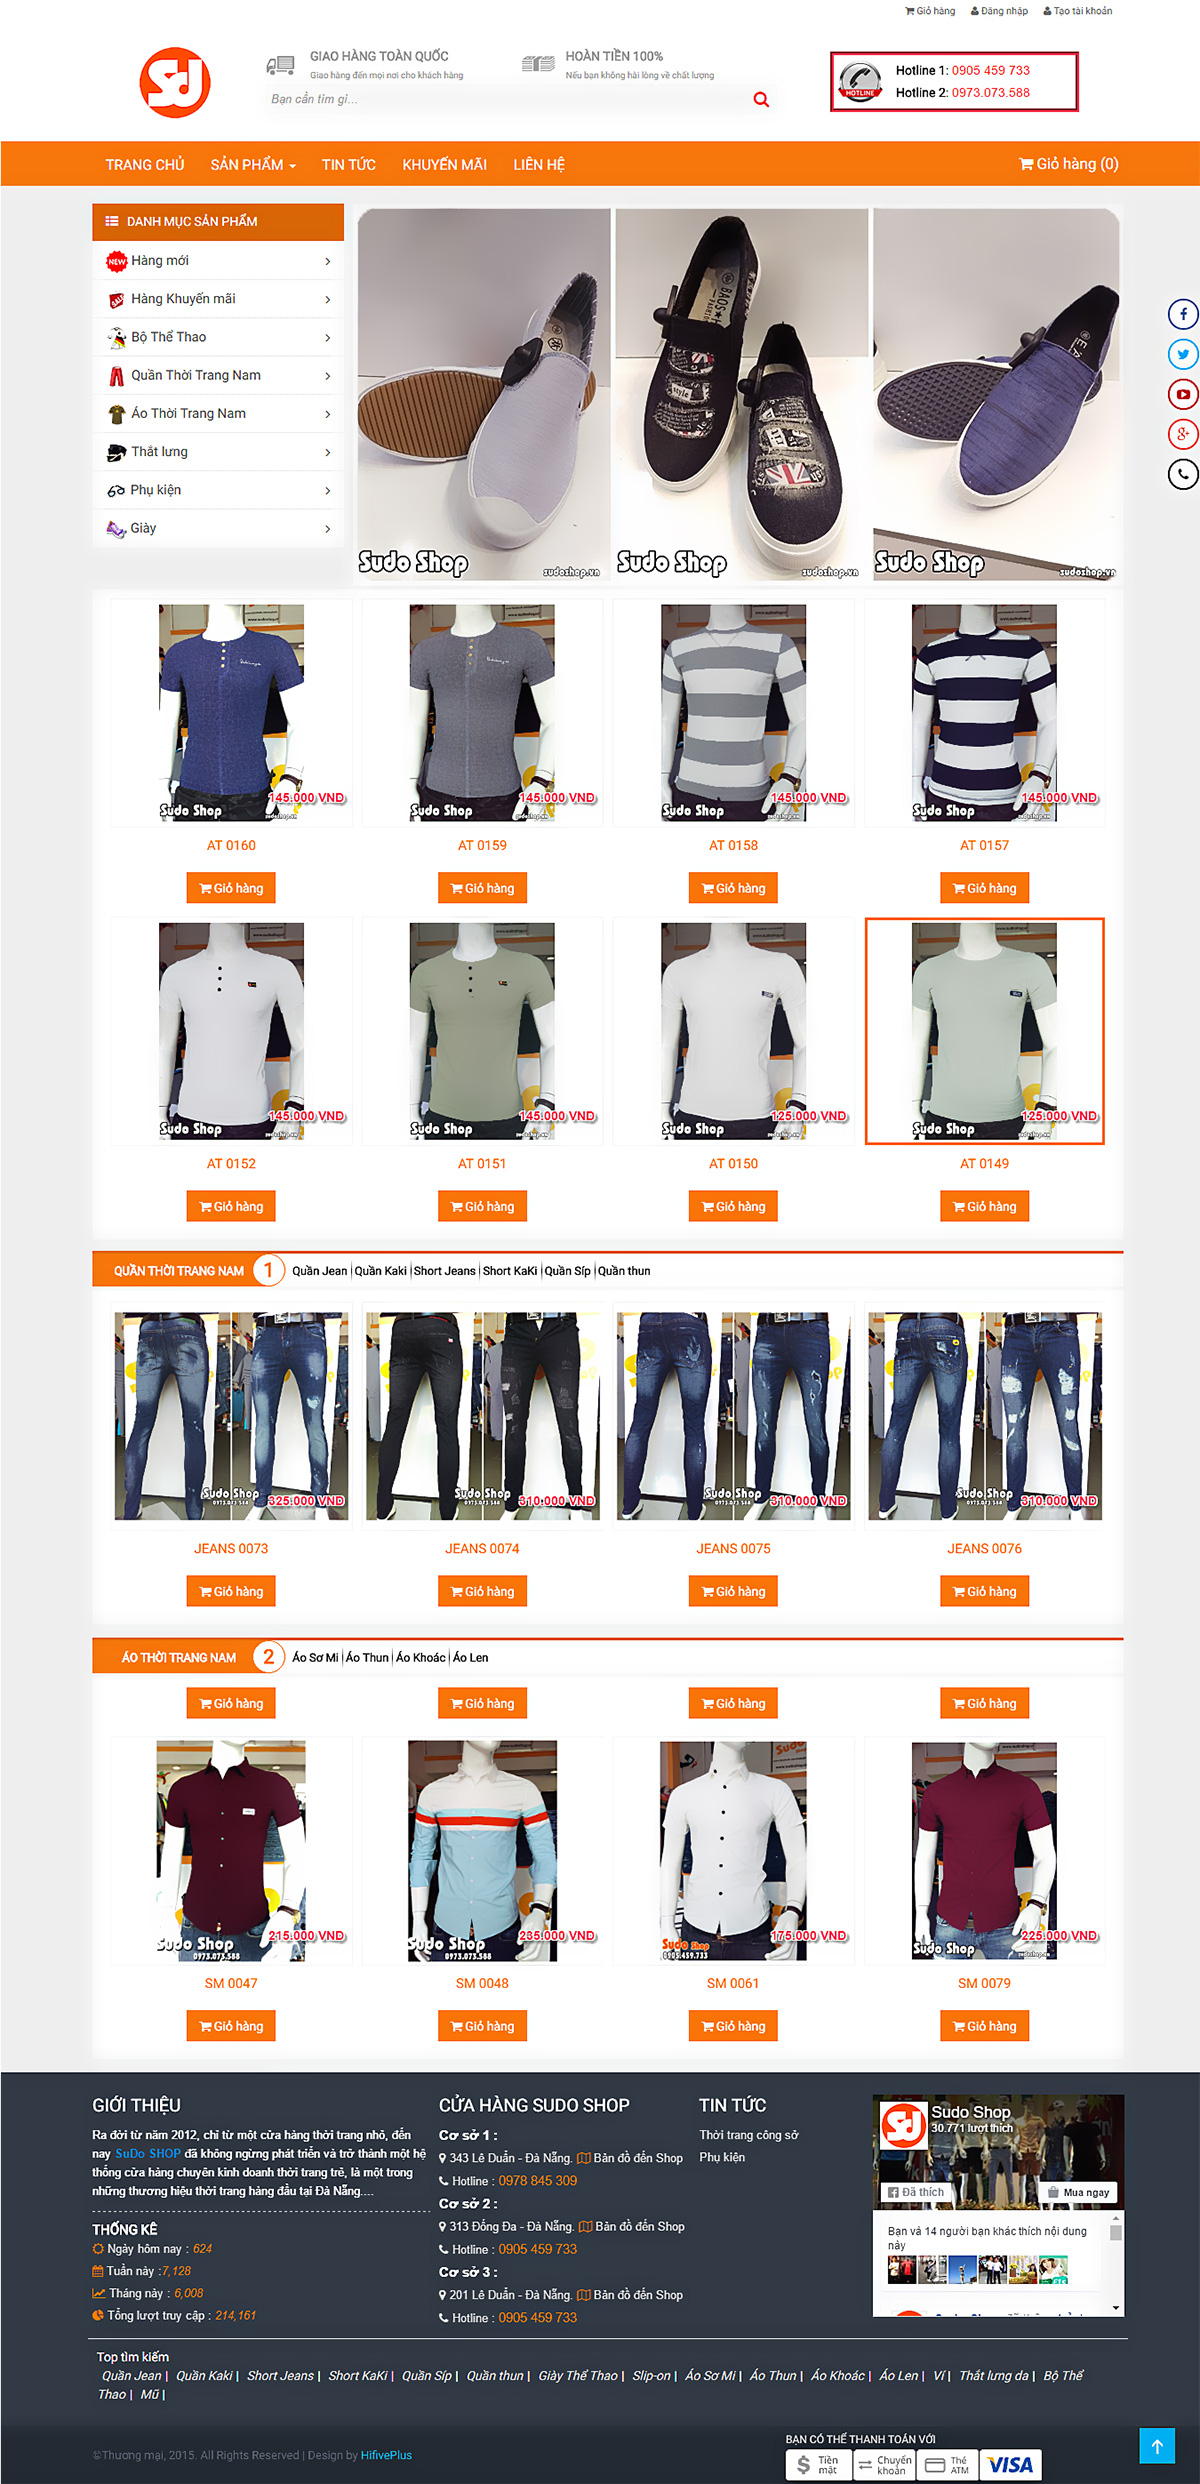 Giỏ hàng Đăng nhập Tạo tài khoản
SD
GIAO HÀNG TOÀN QUỐC
Giao hàng đến mọi nơi cho khách hàng
HOÀN TIỀN 100%
Nếu bạn không hài lòng về chất lượng
Bạn cần tìm gì...
HOTLINE
Hotline 1: 0905 459 733
Hotline 2: 0973.073.588
TRANG CHỦ SẢN PHẨM TIN TỨC KHUYẾN MÃI LIÊN HỆ Giỏ hàng (0)
DANH MỤC SẢN PHẨM
NEW Hàng mới
Hàng Khuyến mãi
Bộ Thể Thao
Quần Thời Trang Nam
Áo Thời Trang Nam
Thắt lưng
Phụ kiện
Giày
Sudo Shop sudoshop.vn Sudo Shop sudoshop.vn Sudo Shop sudoshop.vn
145.000 VND 145.000 VND 145.000 VND 145.000 VND
Sudo Shop Sudo Shop Sudo Shop Sudo Shop
AT 0160 AT 0159 AT 0158 AT 0157
Giỏ hàng Giỏ hàng Giỏ hàng Giỏ hàng
145.000 VND 145.000 VND 125.000 VND 125.000 VND
Sudo Shop Sudo Shop Sudo Shop Sudo Shop
AT 0152 AT 0151 AT 0150 AT 0149
Giỏ hàng Giỏ hàng Giỏ hàng Giỏ hàng
QUẦN THỜI TRANG NAM 1 Quần Jean Quần Kaki Short Jeans Short KaKi Quần Síp Quần thun
Sudo Shop Sudo Shop Sudo Shop Sudo Shop
325.000 VND 310.000 VND 310.000 VND 310.000 VND
JEANS 0073 JEANS 0074 JEANS 0075 JEANS 0076
Giỏ hàng Giỏ hàng Giỏ hàng Giỏ hàng
ÁO THỜI TRANG NAM 2 Áo Sơ Mi Áo Thun Áo Khoác Áo Len
Giỏ hàng Giỏ hàng Giỏ hàng Giỏ hàng
215.000 VND 235.000 VND 175.000 VND 225.000 VND
Sudo Shop Sudo Shop Sudo Shop Sudo Shop
0973.073.588 0973.073.588 0905.459.733
SM 0047 SM 0048 SM 0061 SM 0079
Giỏ hàng Giỏ hàng Giỏ hàng Giỏ hàng
GIỚI THIỆU
Ra đời từ năm 2012, chỉ từ một cửa hàng thời trang nhỏ, đến
nay SuDo SHOP đã không ngừng phát triển và trở thành một hệ
thống cửa hàng chuyên kinh doanh thời trang trẻ, là một trong
những thương hiệu thời trang hàng đầu tại Đà Nẵng....
THỐNG KÊ
Ngày hôm nay : 624
Tuần này :7,128
Tháng này : 6,008
Tổng lượt truy cập : 214,161
CỬA HÀNG SUDO SHOP
Cơ sở 1 :
343 Lê Duẩn - Đà Nẵng. Bản đồ đến Shop
Hotline : 0978 845 309
Cơ sở 2 :
313 Đống Đa - Đà Nẵng. Bản đồ đến Shop
Hotline : 0905 459 733
Cơ sở 3 :
201 Lê Duẩn - Đà Nẵng. Bản đồ đến Shop
Hotline : 0905 459 733
TIN TỨC
Thời trang công sở
Phụ kiện
Sudo Shop
30.771 lượt thích
Đã thích Mua ngay
Bạn và 14 người bạn khác thích nội dung
này
Top tìm kiếm
Quần Jean | Quần Kaki | Short Jeans | Short KaKi | Quần Síp | Quần thun | Giày Thể Thao | Slip-on | Áo Sơ Mi | Áo Thun | Áo Khoác | Áo Len | Ví | Thắt lưng da | Bộ Thể
Thao | Mũ |
©Thương mại, 2015. All Rights Reserved | Design by HifivePlus
BẠN CÓ THỂ THANH TOÁN VỚI
Tiền mặt Chuyển khoản Thẻ ATM VISA